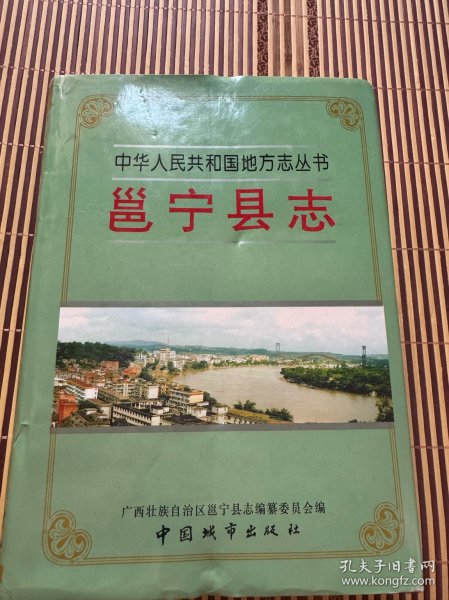 中华人民共和国地方志丛书
邕宁县志
广西壮族自治区邕宁县志编纂委员会编
中国城市出版社
孔夫子旧书网
www.kongfz.com